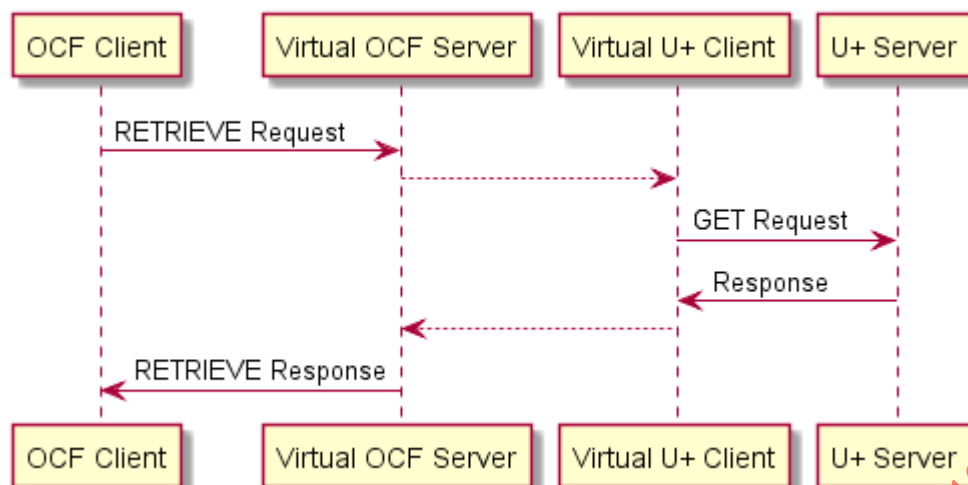 OCF Client
Virtual OCF Server
Virtual U+ Client
U+ Server
RETRIEVE Request
GET Request
Response
RETRIEVE Response
OCF Client
Virtual OCF Server
Virtual U+ Client
U+ Server